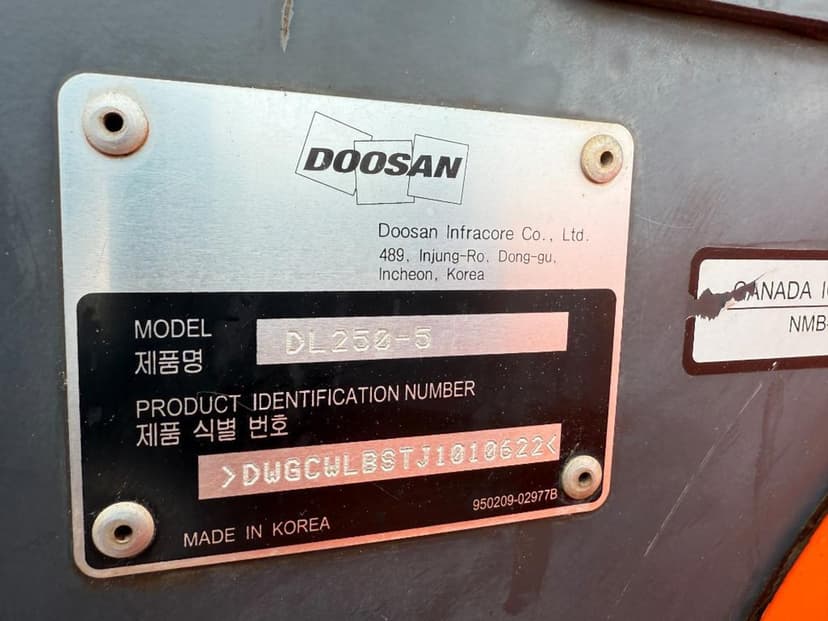 DOOSAN
Doosan Infracore Co., Ltd.
489, Injung-Ro, Dong-gu,
Incheon, Korea
MODEL
제품명
DL250-5
PRODUCT IDENTIFICATION NUMBER
제품 식별 번호
>DWGCWLBSTJ1010622<
950209-02977B
MADE IN KOREA
CANADA
NMB-